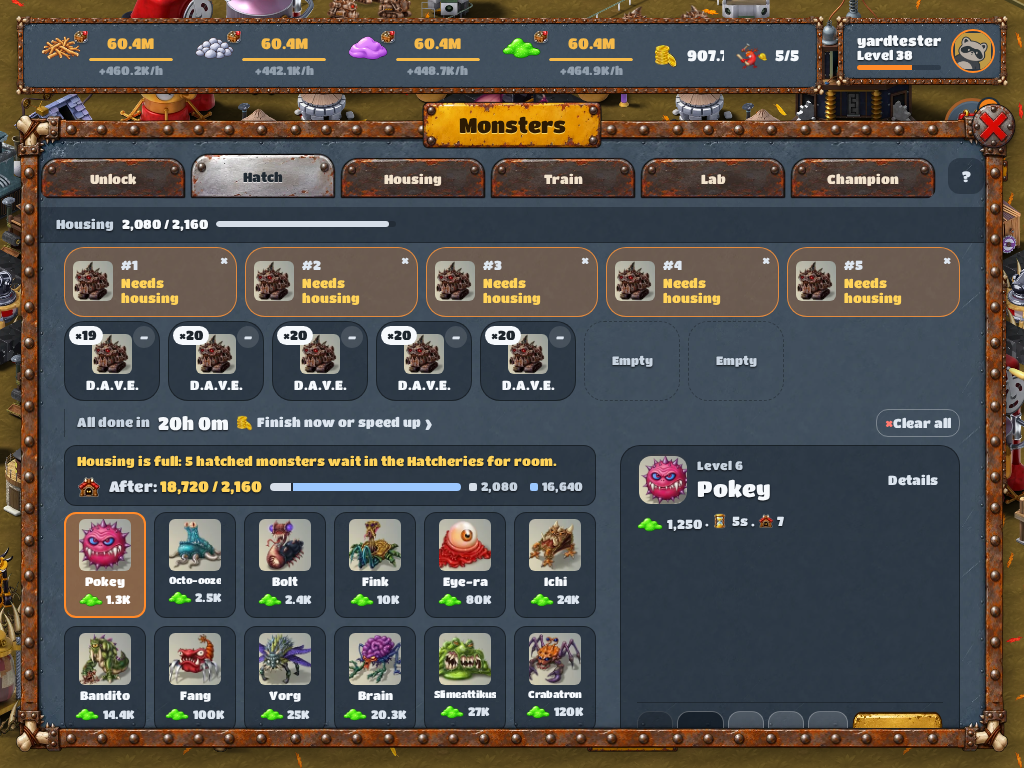 60.4M
+460.2K/h
60.4M
+442.1K/h
60.4M
+448.7K/h
60.4M
+464.9K/h
5/5
yardtester
Level 38
Monsters
Unlock
Hatch
Housing
Train
Lab
Champion
?
Housing 2,080 / 2,160
#1
Needs
housing
#2
Needs
housing
#3
Needs
housing
#4
Needs
housing
#5
Needs
housing
×19
D.A.V.E.
×20
D.A.V.E.
×20
D.A.V.E.
×20
D.A.V.E.
×20
D.A.V.E.
Empty
Empty
All done in 20h 0m Finish now or speed up ❯
×Clear all
Housing is full: 5 hatched monsters wait in the Hatcheries for room.
After: 18,720 / 2,160 2,080 16,640
Level 6
Pokey
Details
1,250 · 5s . 7
Pokey
1.3K
Octo-ooze
2.5K
Bolt
2.4K
Fink
10K
Eye-ra
80K
Ichi
24K
Bandito
14.4K
Fang
100K
Vorg
25K
Brain
20.3K
Slimeattikus
27K
Crabatron
120K